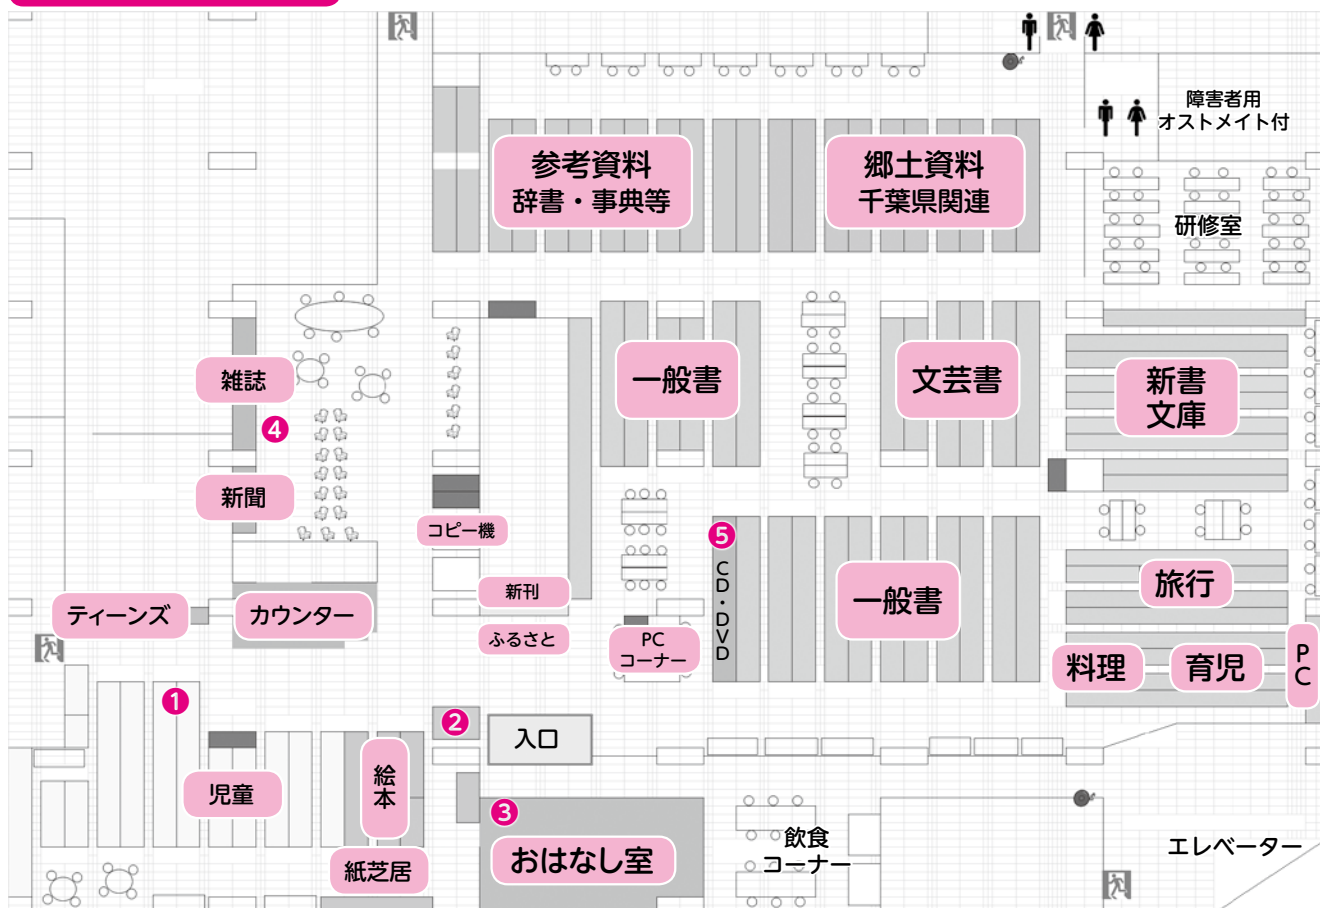 障害者用
オストメイト付
参考資料
辞書・事典等
郷土資料
千葉県関連
研修室
雑誌
4
新聞
一般書
文芸書
新書
文庫
コピー機
5
CD・DVD
一般書
新刊
ふるさと
PC
コーナー
旅行
料理
育児
PC
ティーンズ
カウンター
1
2
入口
児童
絵本
紙芝居
3
おはなし室
飲食
コーナー
エレベーター